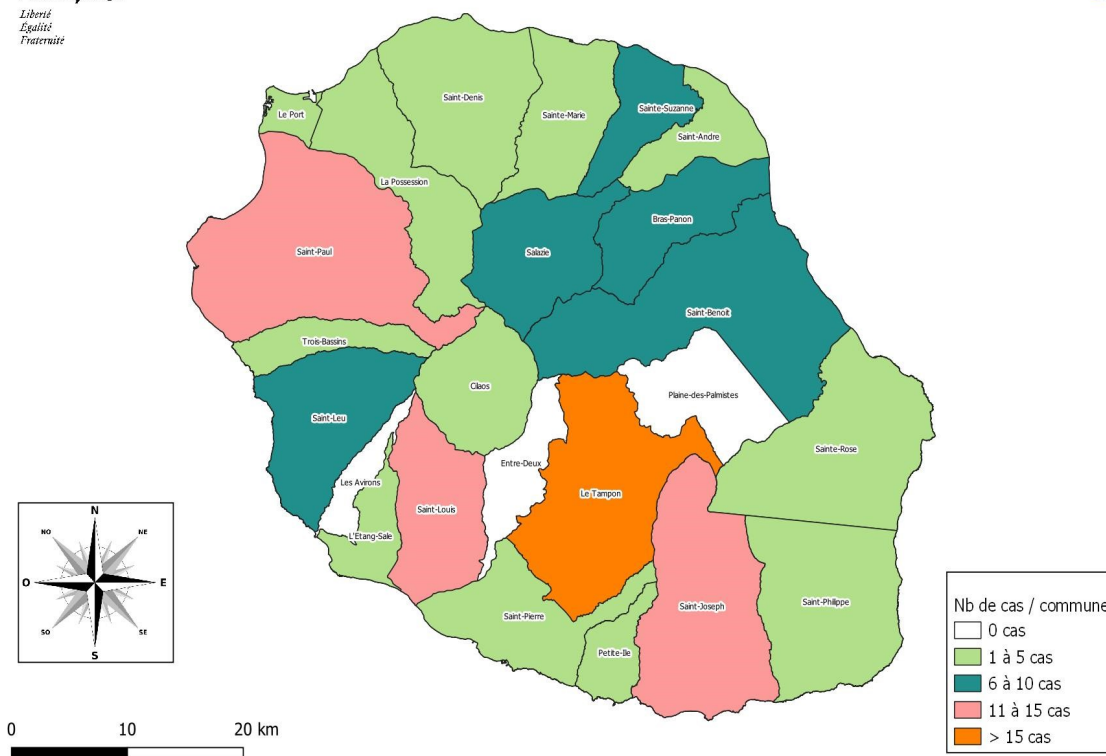 Liberté
Égalité
Fraternité
Saint-Denis
Sainte-Marie
Sainte-Suzanne
Le Port
Saint-Andre
La Possession
Bras-Panon
Saint-Paul
Salazie
Saint-Benoit
Trois-Bassins
Cilaos
Plaine-des-Palmistes
Saint-Leu
Sainte-Rose
Entre-Deux
Les Avirons
Le Tampon
Saint-Louis
L'Etang-Sale
Saint-Philippe
Saint-Joseph
Saint-Pierre
Petite-Ile
N
NO
NE
O
E
SO
SE
S
0 10 20 km
Nb de cas / commune
0 cas
1 à 5 cas
6 à 10 cas
11 à 15 cas
> 15 cas